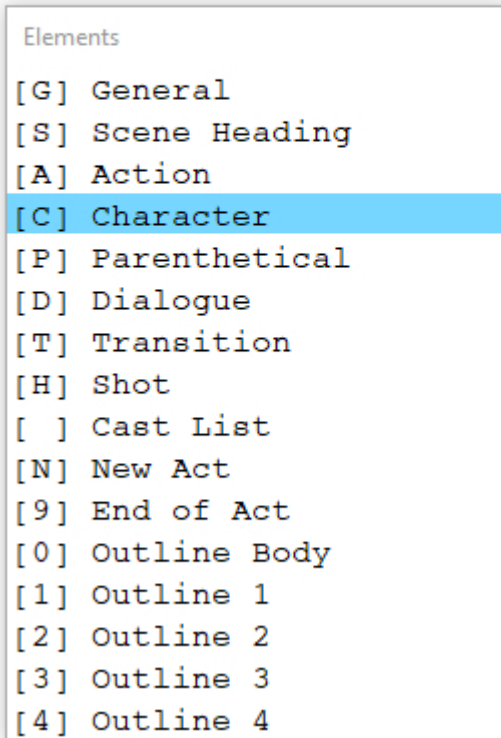 Elements
[G] General
[S] Scene Heading
[A] Action
[C] Character
[P] Parenthetical
[D] Dialogue
[T] Transition
[H] Shot
[ ] Cast List
[N] New Act
[9] End of Act
[0] Outline Body
[1] Outline 1
[2] Outline 2
[3] Outline 3
[4] Outline 4